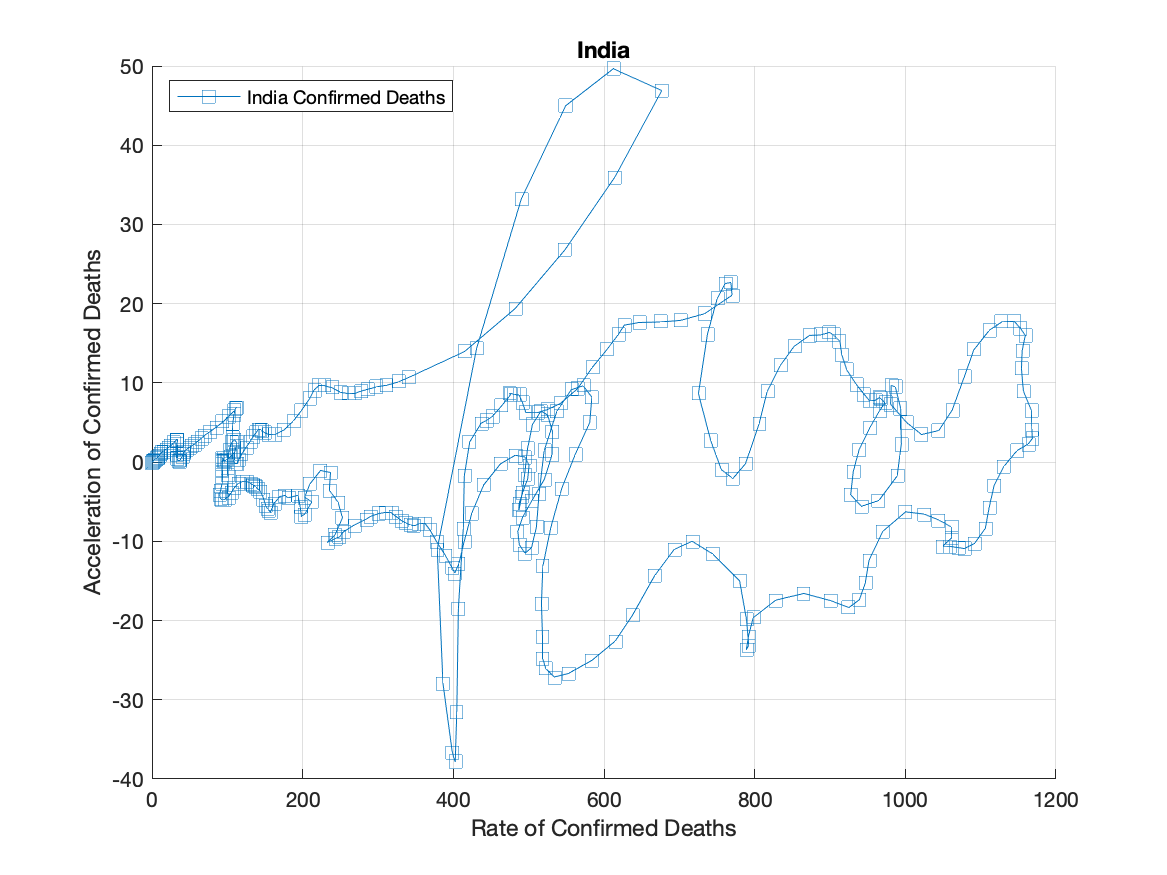 India
India Confirmed Deaths
50
40
30
20
10
0
-10
-20
-30
-40
Acceleration of Confirmed Deaths
0 200 400 600 800 1000 1200
Rate of Confirmed Deaths